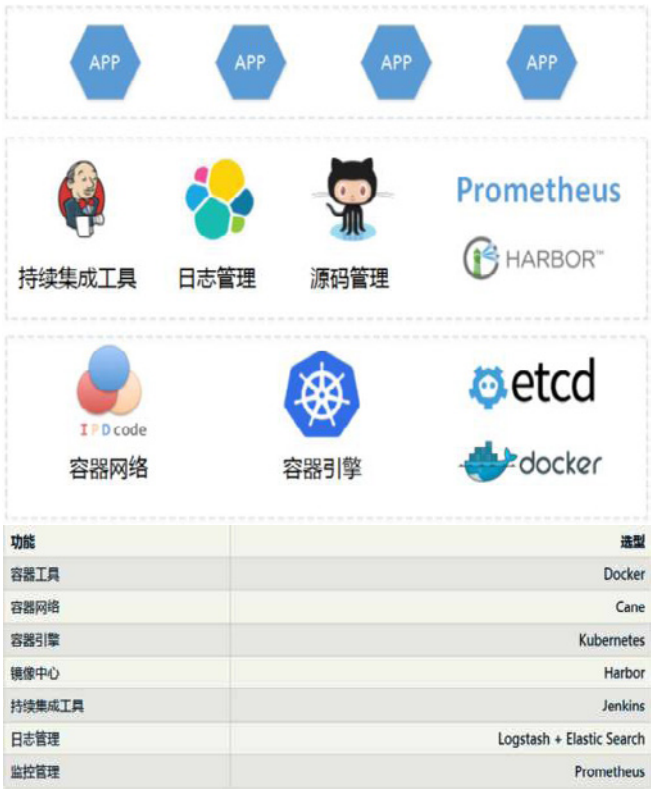 APP APP APP APP
Prometheus
HARBOR™
持续集成工具 日志管理 源码管理
IPDcode
etcd
docker
容器网络 容器引擎
功能 选型
容器工具 Docker
容器网络 Cane
容器引擎 Kubernetes
镜像中心 Harbor
持续集成工具 Jenkins
日志管理 Logstash + Elastic Search
监控管理 Prometheus